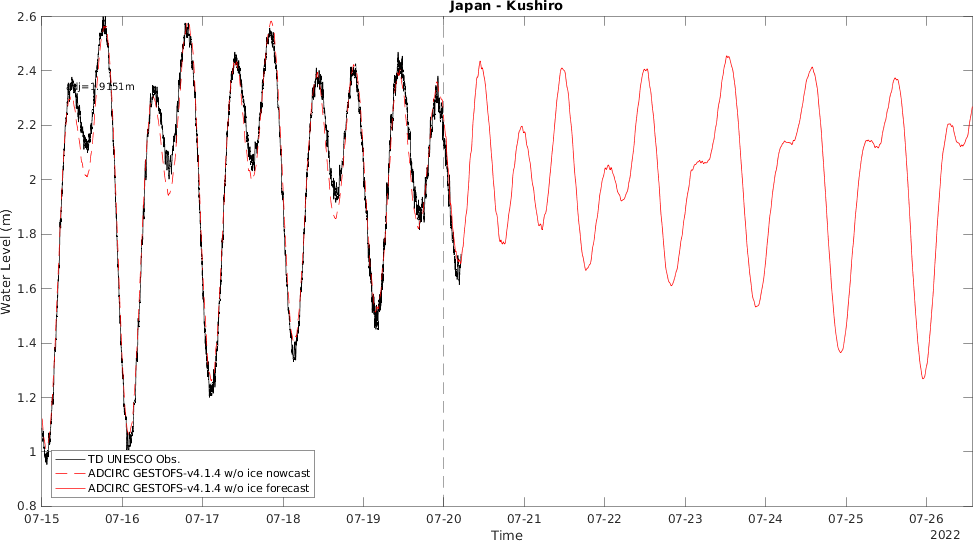 Japan - Kushiro
2.6
2.4
2.2
2
1.8
1.6
1.4
1.2
1
0.8
Water Level (m)
adj=1.9151m
TD UNESCO Obs.
ADCIRC GESTOFS-v4.1.4 w/o ice nowcast
ADCIRC GESTOFS-v4.1.4 w/o ice forecast
07-15 07-16 07-17 07-18 07-19 07-20 07-21 07-22 07-23 07-24 07-25 07-26
Time
2022